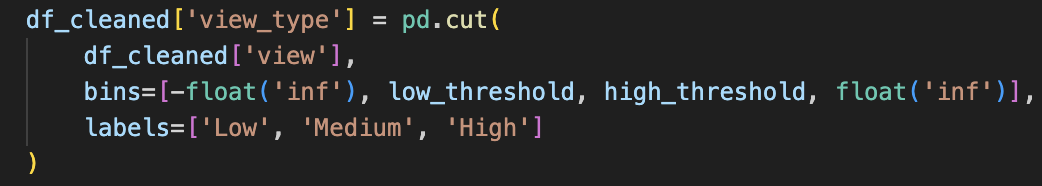 df_cleaned['view_type'] = pd.cut(
    df_cleaned['view'],
    bins=[-float('inf'), low_threshold, high_threshold, float('inf')],
    labels=['Low', 'Medium', 'High']
)